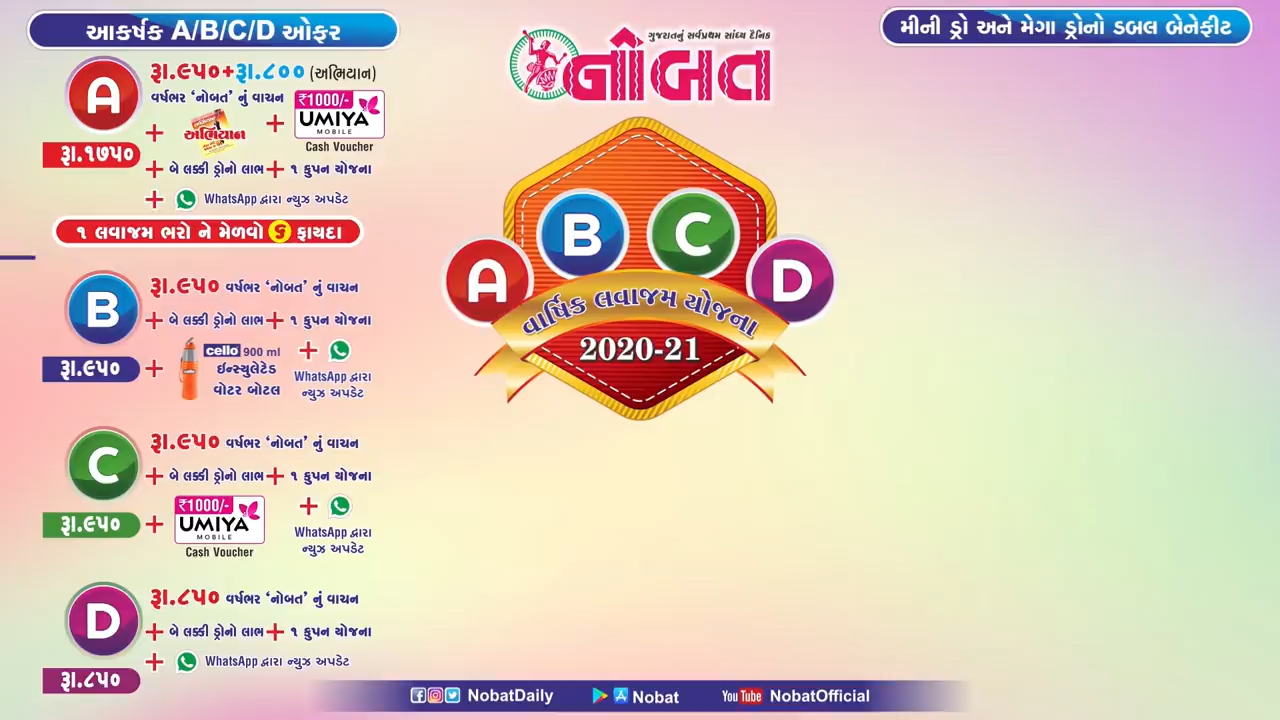 આકર્ષક A/B/C/D ઓફર
A
રૂા.૯૫૦+રૂા.૮૦૦ (અભિયાન)
વર્ષભર ‘નોબત’ નું વાચન
+ અભિયાન + ₹1000/- UMIYA MOBILE
Cash Voucher
રૂા.૧૭૫૦
+ બે લક્કી ડ્રોનો લાભ + ૧ કુપન યોજના
+ WhatsApp દ્વારા ન્યુઝ અપડેટ
૧ લવાજમ ભરો ને મેળવો ૬ ફાયદા
B
રૂા.૯૫૦ વર્ષભર ‘નોબત’ નું વાચન
+ બે લક્કી ડ્રોનો લાભ + ૧ કુપન યોજના
રૂા.૯૫૦
+ cello 900 ml
ઈન્સ્યુલેટેડ
વોટર બોટલ
+
WhatsApp દ્વારા
ન્યુઝ અપડેટ
C
રૂા.૯૫૦ વર્ષભર ‘નોબત’ નું વાચન
+ બે લક્કી ડ્રોનો લાભ + ૧ કુપન યોજના
રૂા.૯૫૦
+ ₹1000/-
UMIYA
MOBILE
Cash Voucher
+
WhatsApp દ્વારા
ન્યુઝ અપડેટ
D
રૂા.૮૫૦ વર્ષભર ‘નોબત’ નું વાચન
+ બે લક્કી ડ્રોનો લાભ + ૧ કુપન યોજના
+ WhatsApp દ્વારા ન્યુઝ અપડેટ
રૂા.૮૫૦
ગુજરાતનું સર્વપ્રથમ સાંધ્ય દૈનિક
નોબત
A B C D
વાર્ષિક લવાજમ યોજના
2020-21
મીની ડ્રો અને મેગા ડ્રોનો ડબલ બેનેફીટ
NobatDaily Nobat YouTube NobatOfficial